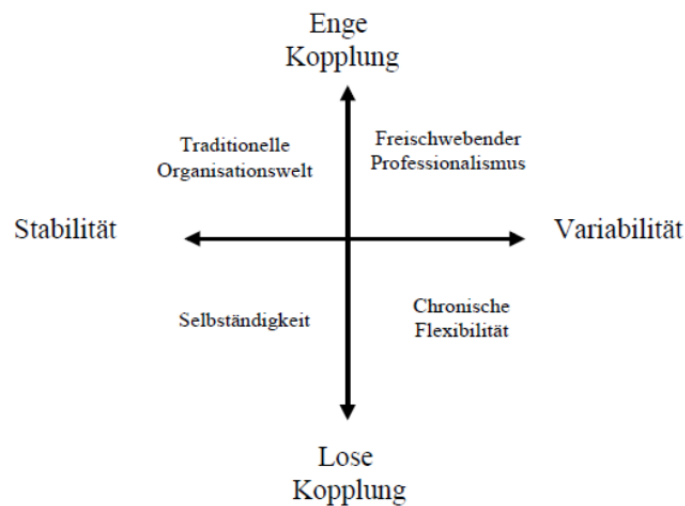 Enge
Kopplung
Traditionelle
Organisationswelt
Freischwebender
Professionalismus
Stabilität
Variabilität
Selbständigkeit
Chronische
Flexibilität
Lose
Kopplung